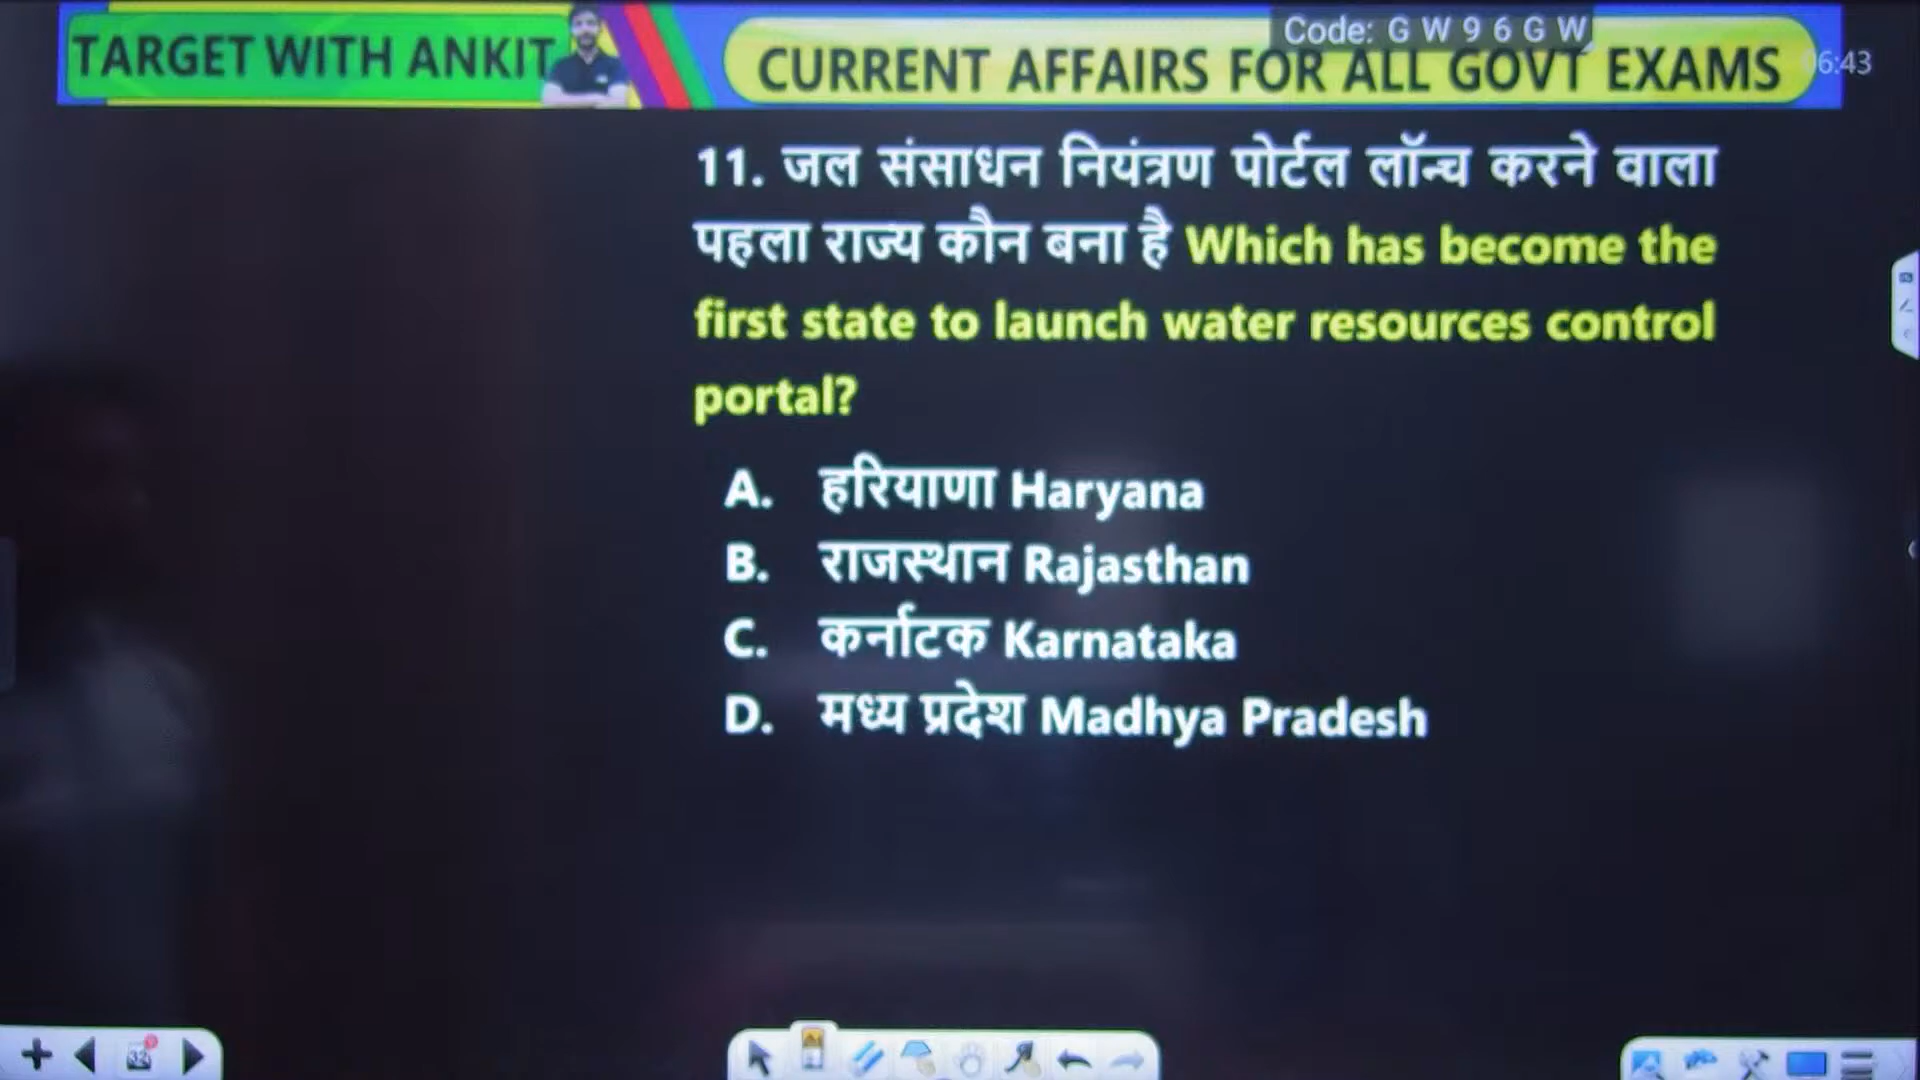 TARGET WITH ANKIT
Code: G W 9 6 G W
CURRENT AFFAIRS FOR ALL GOVT EXAMS
6:43
11. जल संसाधन नियंत्रण पोर्टल लॉन्च करने वाला
पहला राज्य कौन बना है Which has become the
first state to launch water resources control
portal?
A. हरियाणा Haryana
B. राजस्थान Rajasthan
C. कर्नाटक Karnataka
D. मध्य प्रदेश Madhya Pradesh
32